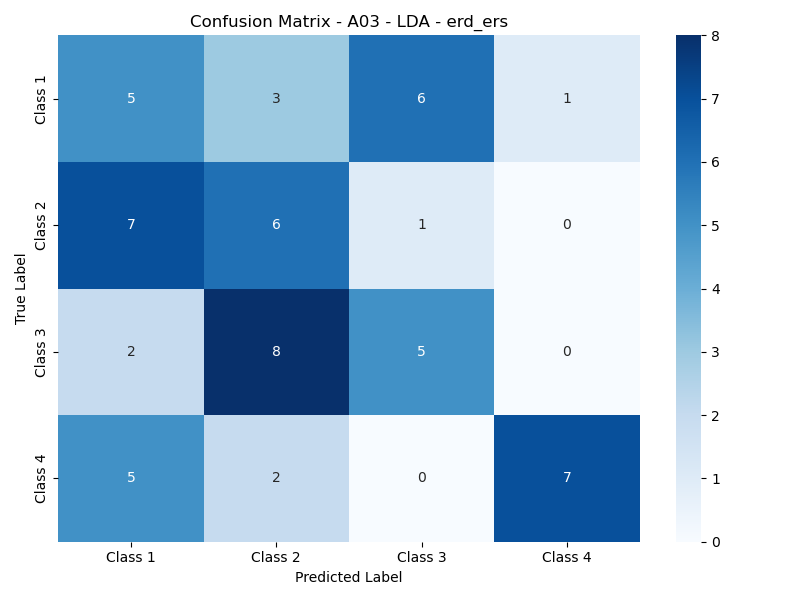 Confusion Matrix - A03 - LDA - erd_ers
True Label
Class 1
5 3 6 1
Class 2
7 6 1 0
Class 3
2 8 5 0
Class 4
5 2 0 7
Class 1 Class 2 Class 3 Class 4
Predicted Label
8
7
6
5
4
3
2
1
0